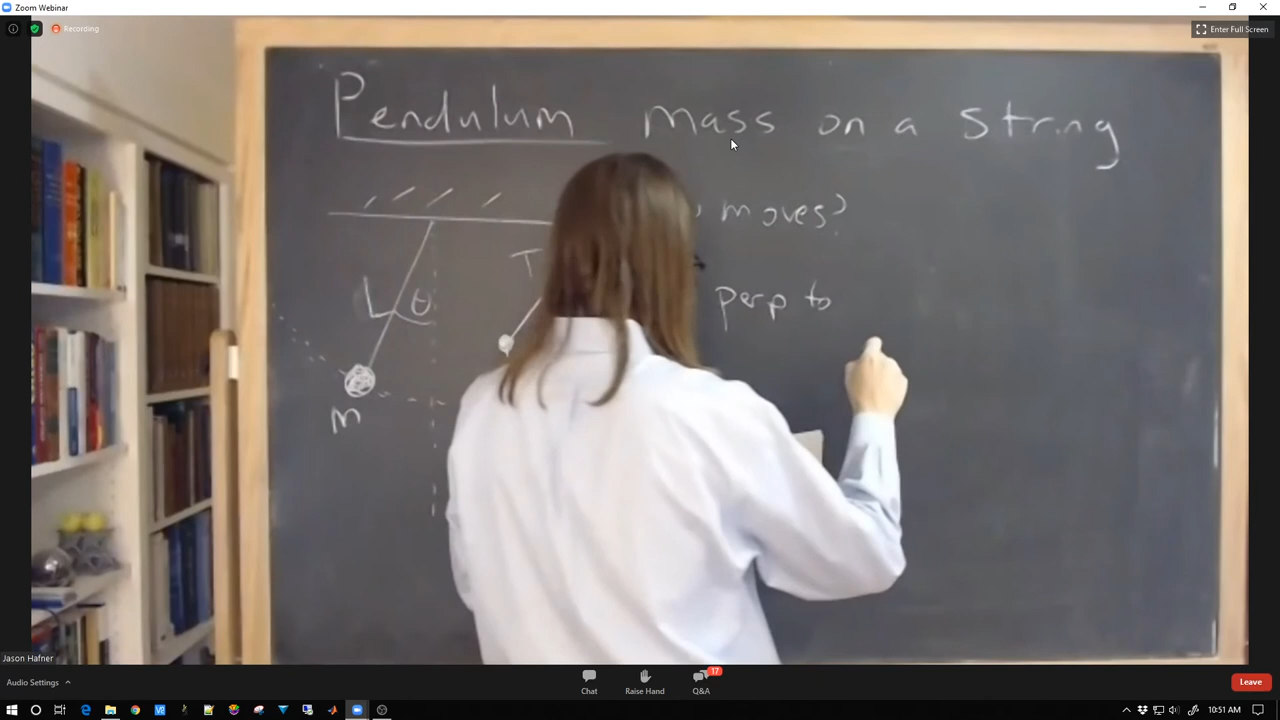 Zoom Webinar
Recording
Enter Full Screen
Pendulum mass on a string
moves?
T
L θ
perp to
m
Jason Hafner
Audio Settings
Chat
Raise Hand
17
Q&A
Leave
10:51 AM